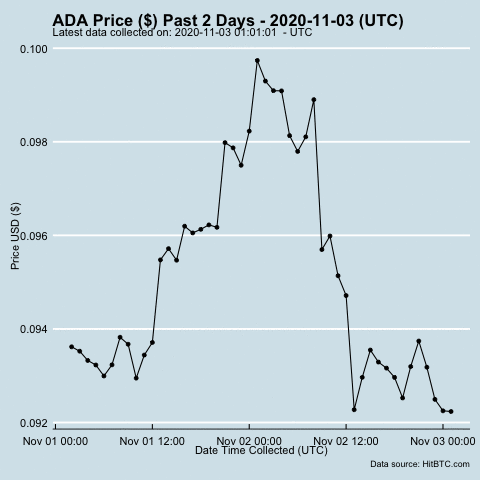 ADA Price ($) Past 2 Days - 2020-11-03 (UTC)
Latest data collected on: 2020-11-03 01:01:01 - UTC
0.100
0.098
0.096
0.094
0.092
Price USD ($)
Nov 01 00:00 Nov 01 12:00 Nov 02 00:00 Nov 02 12:00 Nov 03 00:00
Date Time Collected (UTC)
Data source: HitBTC.com